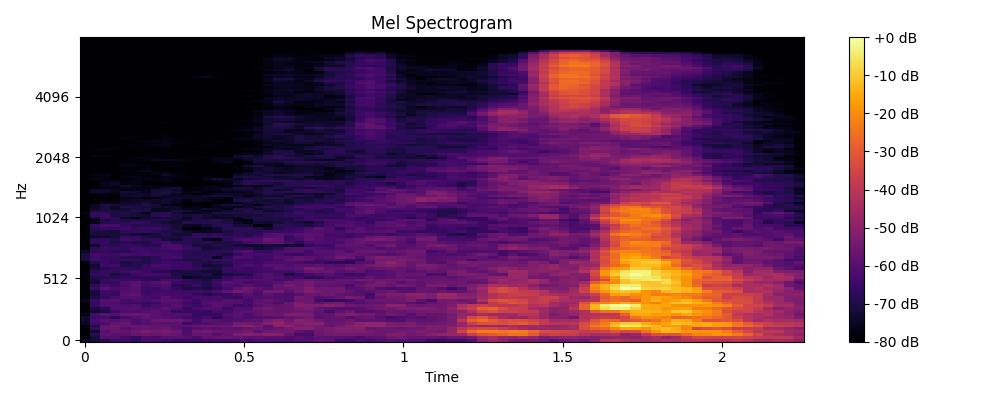 Mel Spectrogram
+0 dB
-10 dB
-20 dB
-30 dB
-40 dB
-50 dB
-60 dB
-70 dB
-80 dB
4096
2048
1024
512
0
Hz
0
0.5
1
1.5
2
Time